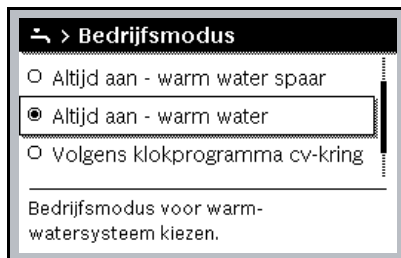 > Bedrijfsmodus
Altijd aan - warm water spaar
Altijd aan - warm water
Volgens klokprogramma cv-kring
Bedrijfsmodus voor warm-
watersysteem kiezen.